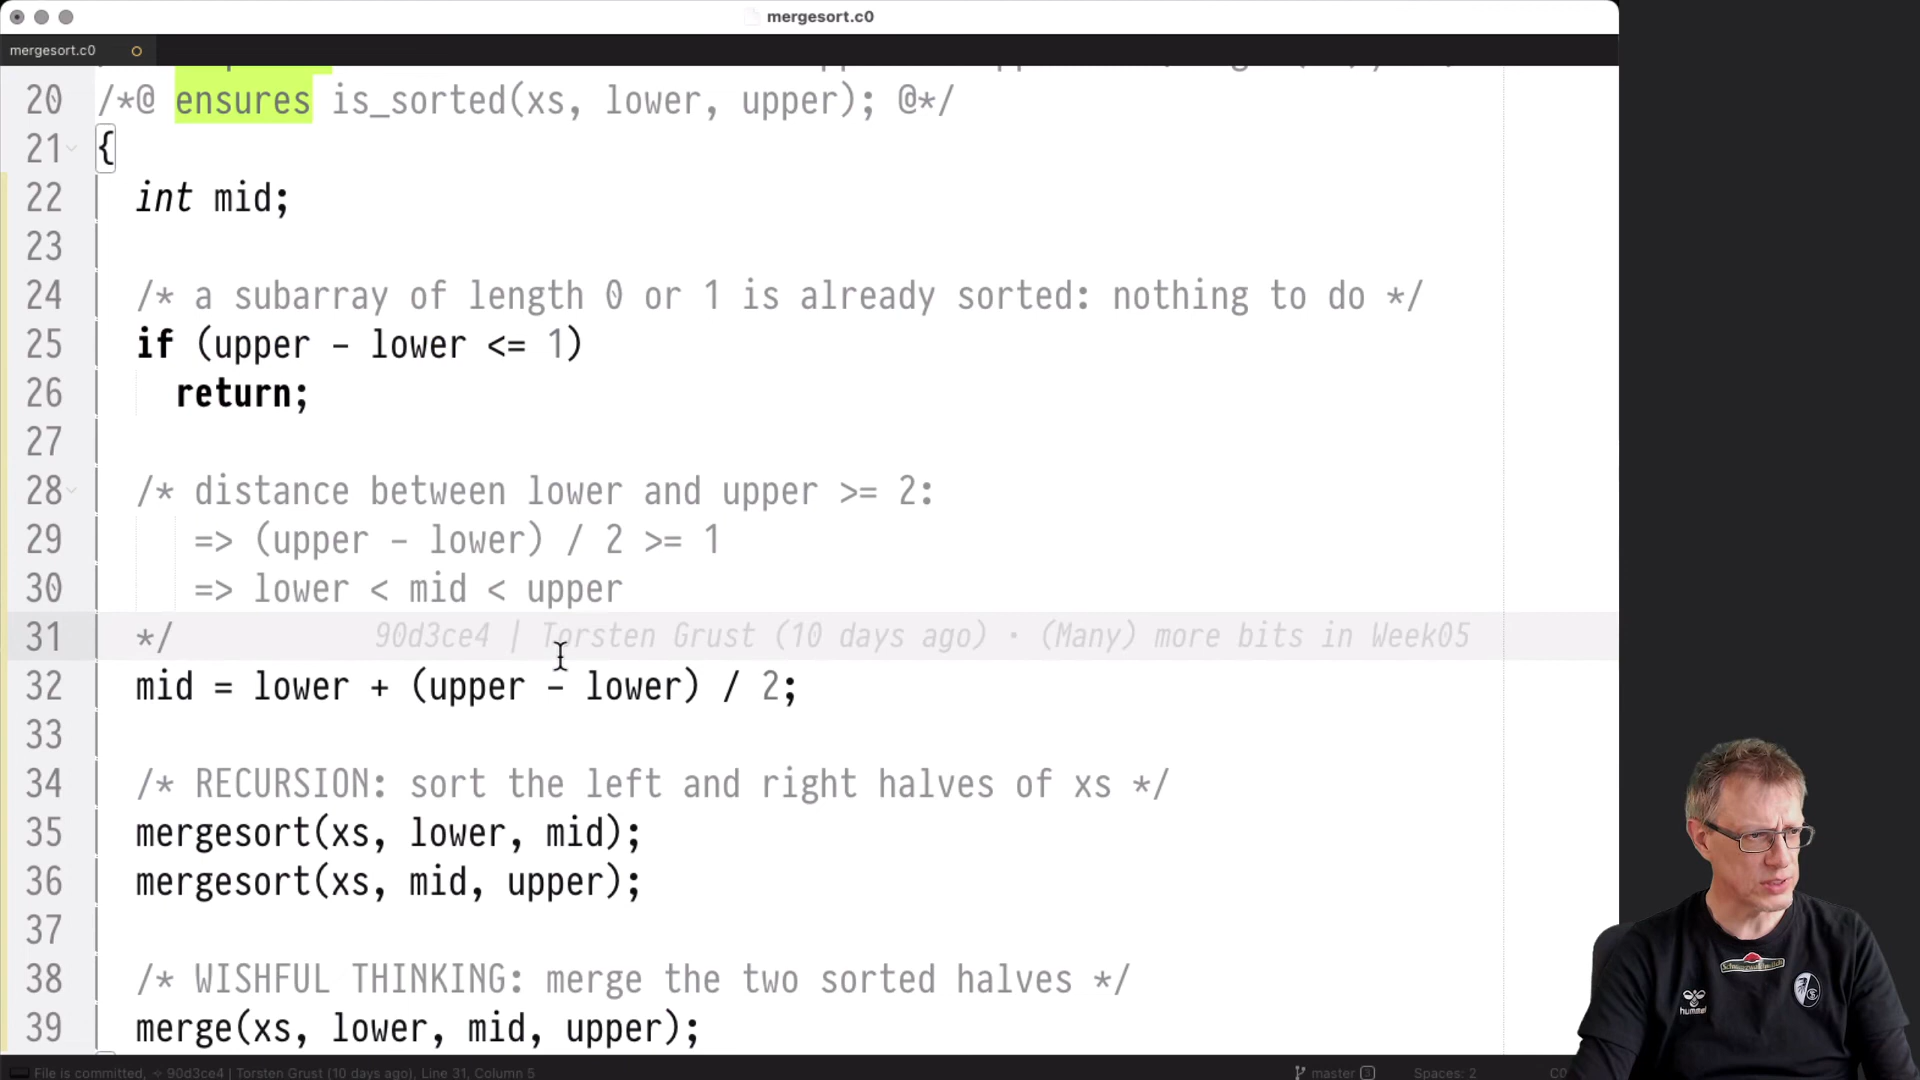 mergesort.c0
mergesort.c0
20 /*@ ensures is_sorted(xs, lower, upper); @*/
21 {
22 int mid;
23
24 /* a subarray of length 0 or 1 is already sorted: nothing to do */
25 if (upper - lower <= 1)
26 return;
27
28 /* distance between lower and upper >= 2:
29 => (upper - lower) / 2 >= 1
30 => lower < mid < upper
31 */ 90d3ce4 | Torsten Grust (10 days ago) · (Many) more bits in Week05
32 mid = lower + (upper - lower) / 2;
33
34 /* RECURSION: sort the left and right halves of xs */
35 mergesort(xs, lower, mid);
36 mergesort(xs, mid, upper);
37
38 /* WISHFUL THINKING: merge the two sorted halves */
39 merge(xs, lower, mid, upper);
File is committed, 90d3ce4 | Torsten Grust (10 days ago), Line 31, Column 5 master 3 Spaces: 2 C0
hummel